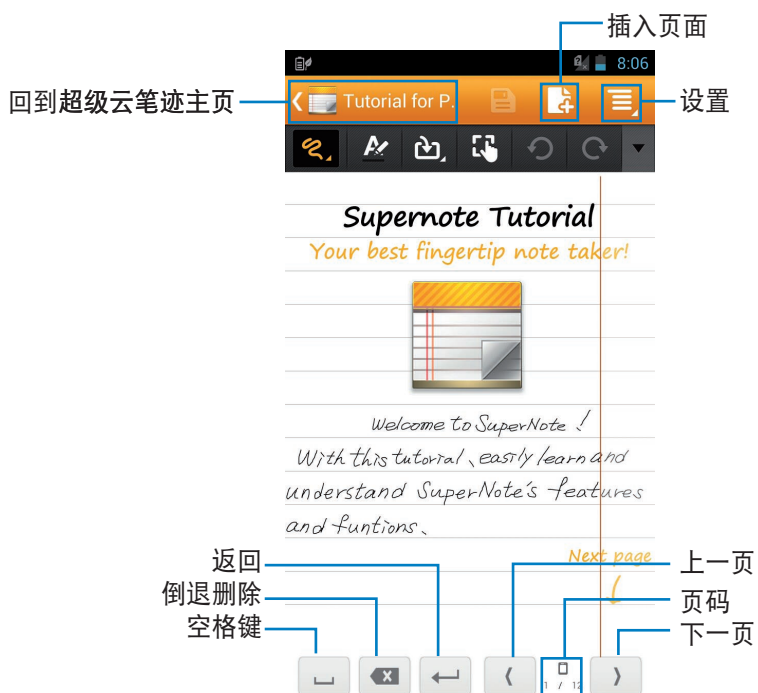 插入页面
8:06
回到超级云笔迹主页
Tutorial for P.
设置
Supernote Tutorial
Your best fingertip note taker!
Welcome to SuperNote !
With this tutorial、easily learn and
understand SuperNote's features
and funtions、
Next page
返回
上一页
倒退删除
页码
空格键
下一页
1 / 12